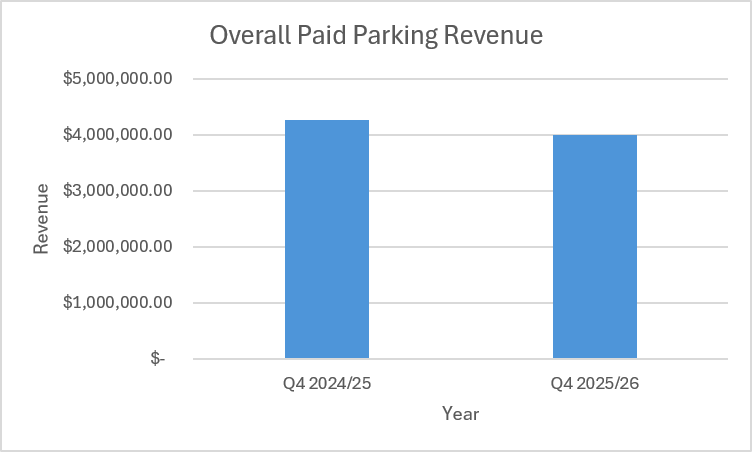 Overall Paid Parking Revenue
$5,000,000.00
$4,000,000.00
$3,000,000.00
$2,000,000.00
$1,000,000.00
$-
Revenue
Q4 2024/25
Q4 2025/26
Year